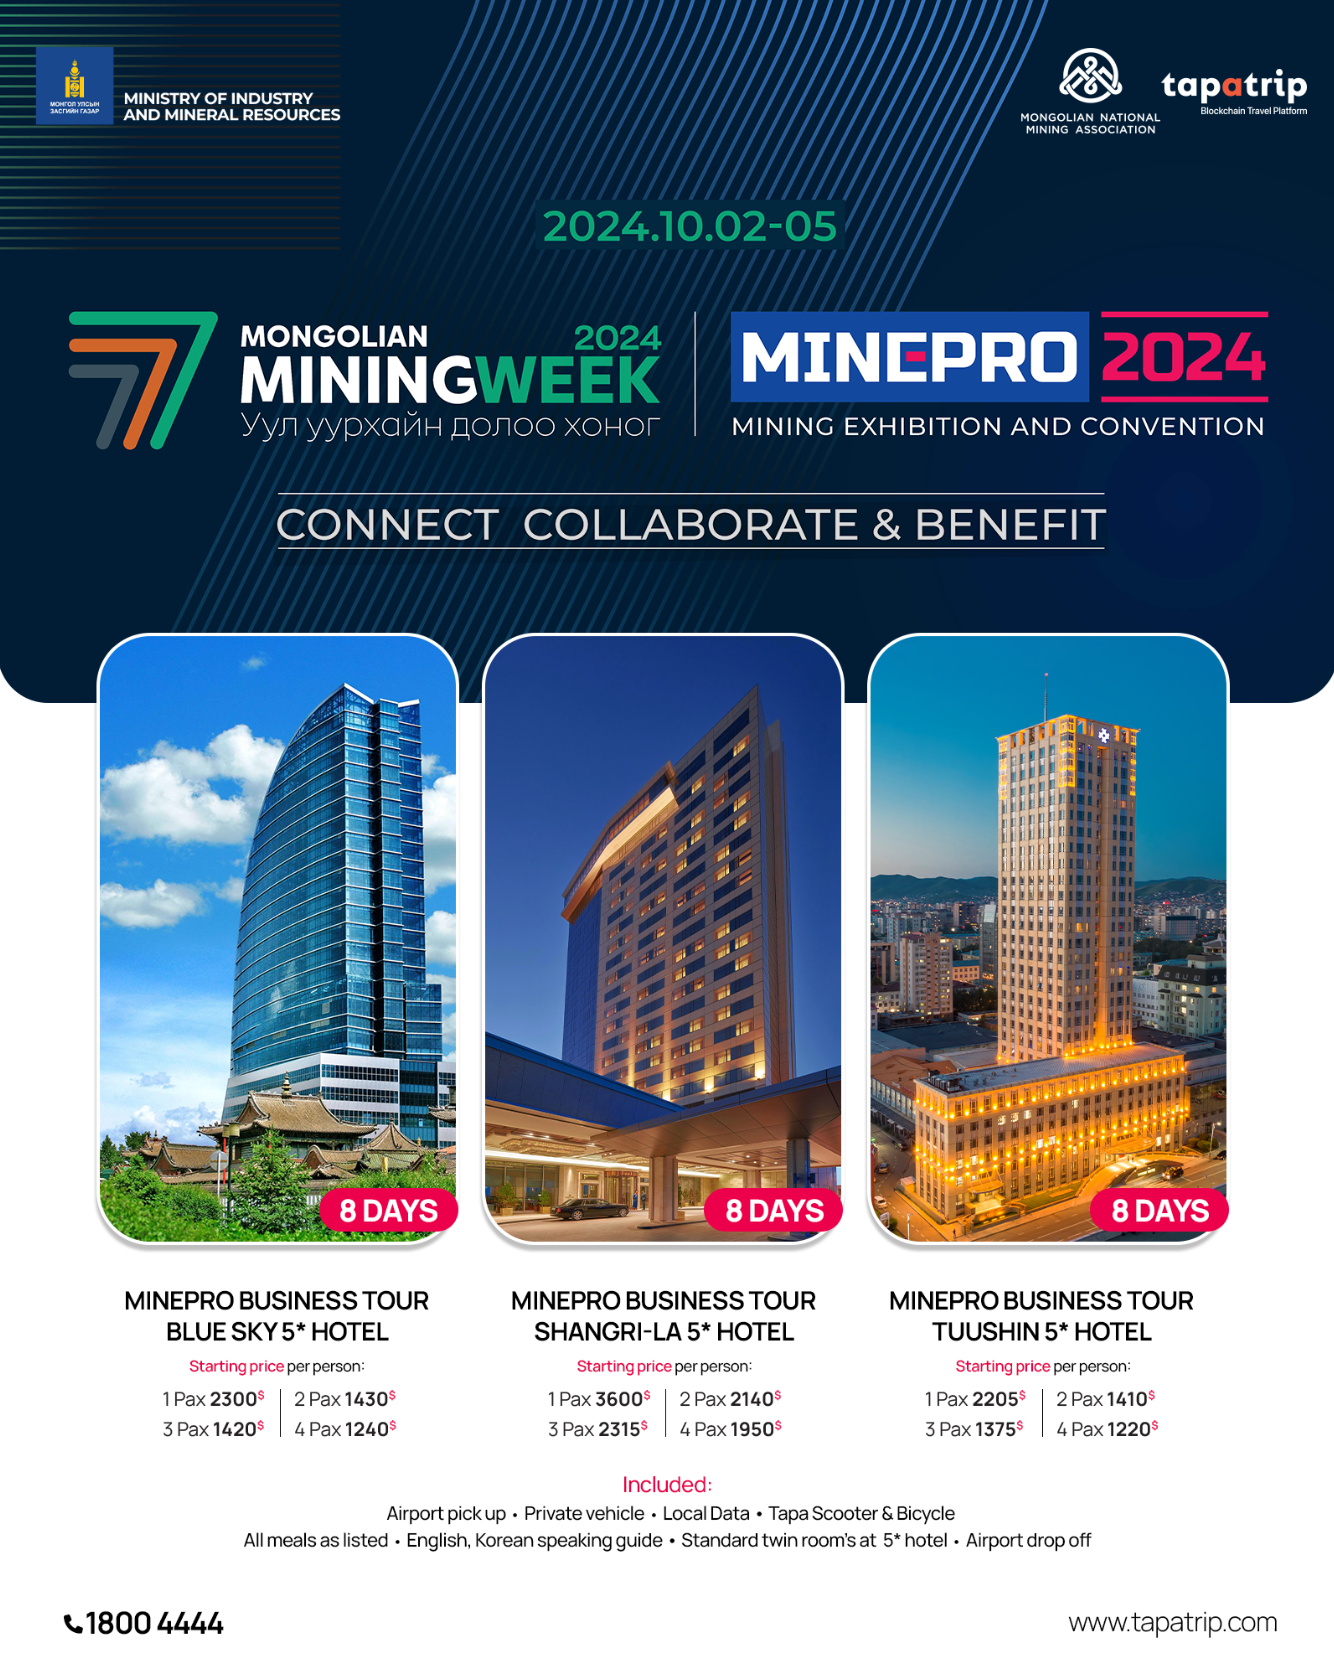 МОНГОЛ УЛСЫН
ЗАСГИЙН ГАЗАР
MINISTRY OF INDUSTRY
AND MINERAL RESOURCES
MONGOLIAN NATIONAL
MINING ASSOCIATION
tapatrip
Blockchain Travel Platform
2024.10.02-05
MONGOLIAN 2024
MININGWEEK
Уул уурхайн долоо хоног
MINEPRO 2024
MINING EXHIBITION AND CONVENTION
CONNECT COLLABORATE & BENEFIT
8 DAYS
8 DAYS
8 DAYS
MINEPRO BUSINESS TOUR
BLUE SKY 5* HOTEL
Starting price per person:
1 Pax 2300$ | 2 Pax 1430$
3 Pax 1420$ | 4 Pax 1240$
MINEPRO BUSINESS TOUR
SHANGRI-LA 5* HOTEL
Starting price per person:
1 Pax 3600$ | 2 Pax 2140$
3 Pax 2315$ | 4 Pax 1950$
MINEPRO BUSINESS TOUR
TUUSHIN 5* HOTEL
Starting price per person:
1 Pax 2205$ | 2 Pax 1410$
3 Pax 1375$ | 4 Pax 1220$
Included:
Airport pick up • Private vehicle • Local Data • Tapa Scooter & Bicycle
All meals as listed • English, Korean speaking guide • Standard twin room's at 5* hotel • Airport drop off
1800 4444
www.tapatrip.com